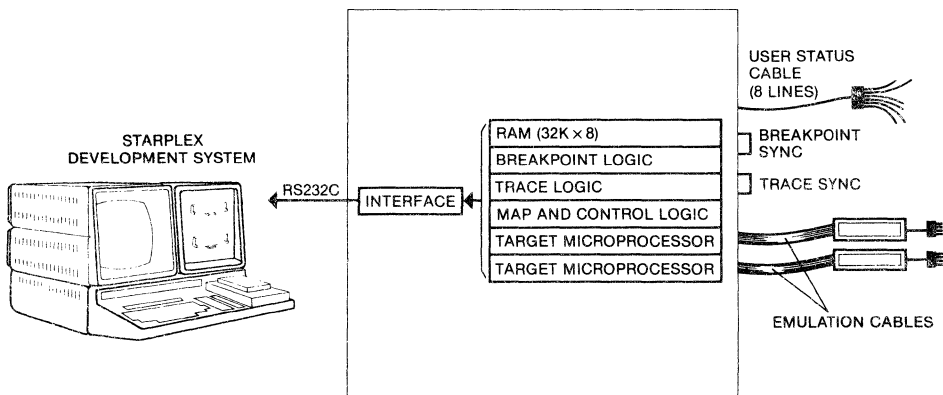 STARPLEX
DEVELOPMENT SYSTEM
RS232C
INTERFACE
RAM (32K × 8)
BREAKPOINT LOGIC
TRACE LOGIC
MAP AND CONTROL LOGIC
TARGET MICROPROCESSOR
TARGET MICROPROCESSOR
USER STATUS
CABLE
(8 LINES)
BREAKPOINT
SYNC
TRACE SYNC
EMULATION CABLES